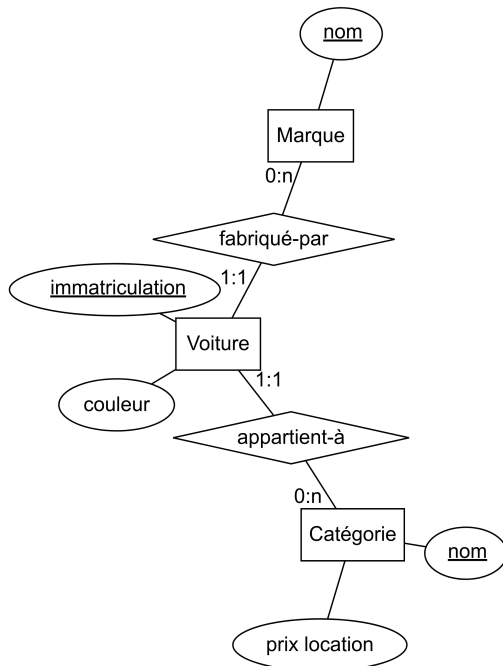 nom
Marque
0:n
fabriqué-par
1:1
immatriculation
Voiture
1:1
couleur
appartient-à
0:n
Catégorie
nom
prix location